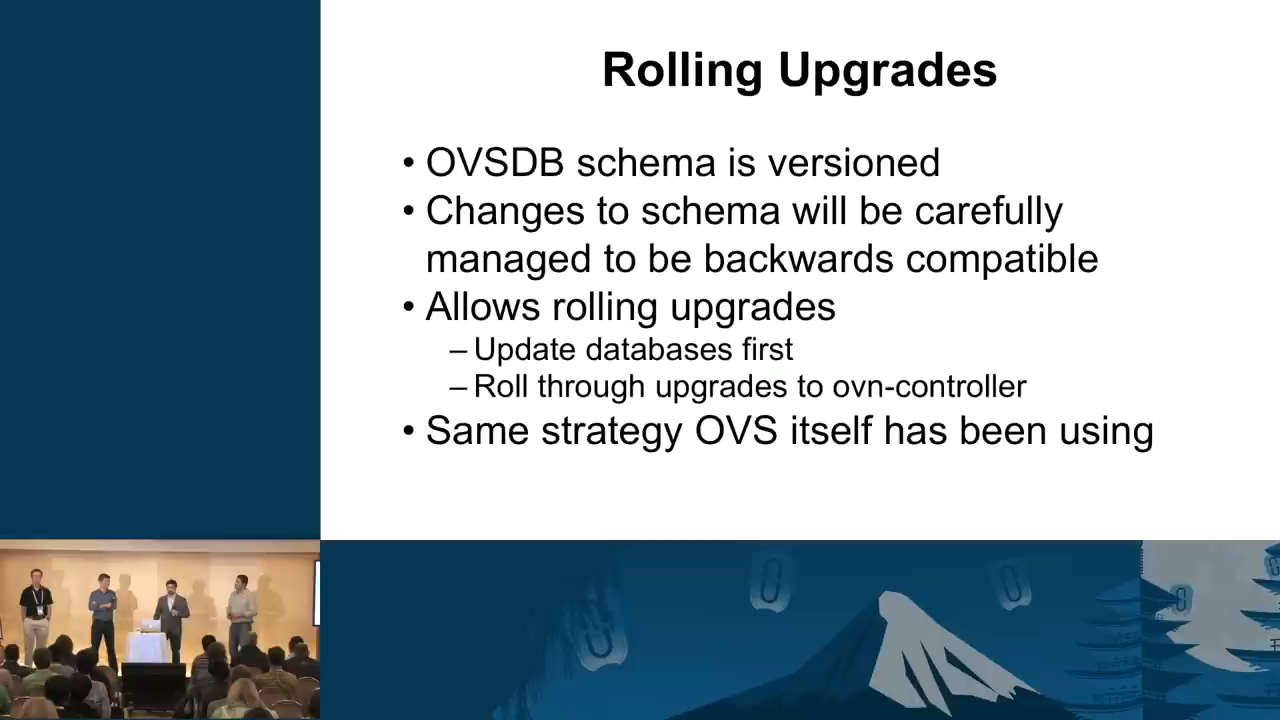 Rolling Upgrades
• OVSDB schema is versioned
• Changes to schema will be carefully
managed to be backwards compatible
• Allows rolling upgrades
– Update databases first
– Roll through upgrades to ovn-controller
• Same strategy OVS itself has been using